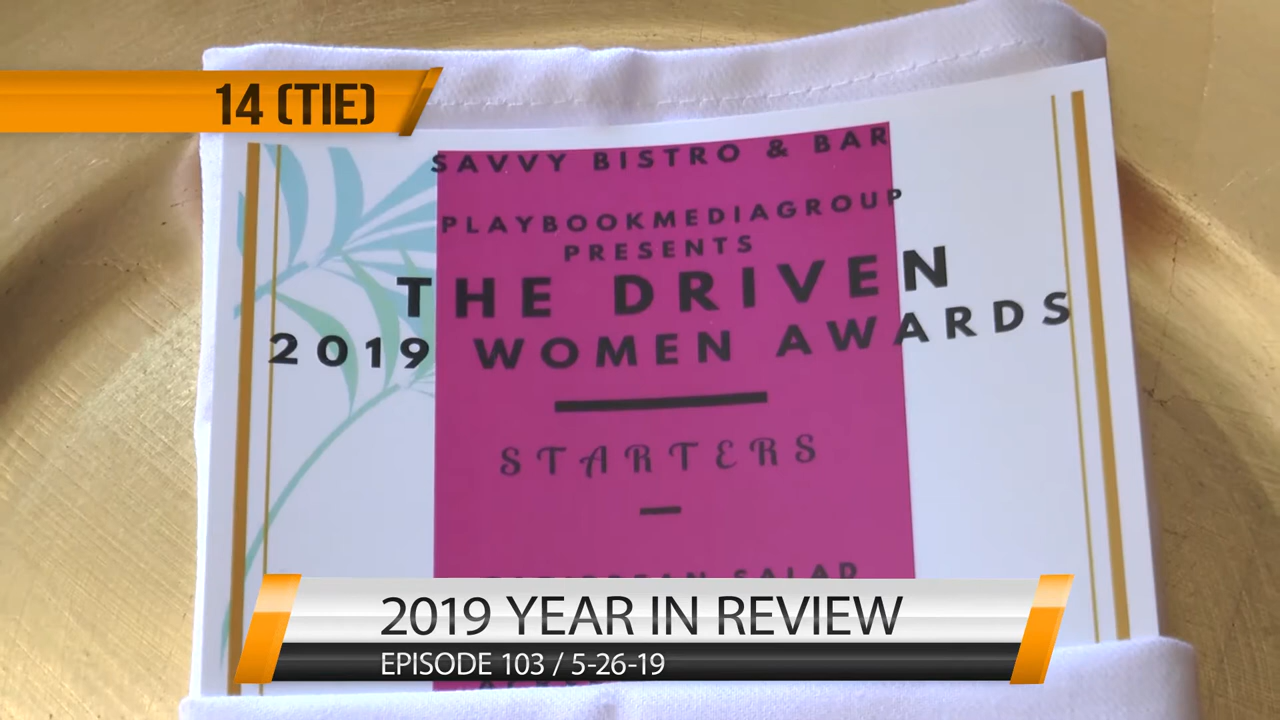 14 (TIE)
SAVVY BISTRO & BAR
PLAYBOOKMEDIAGROUP
PRESENTS
THE DRIVEN
2019 WOMEN AWARDS
STARTERS
SALAD
2019 YEAR IN REVIEW
EPISODE 103 / 5-26-19